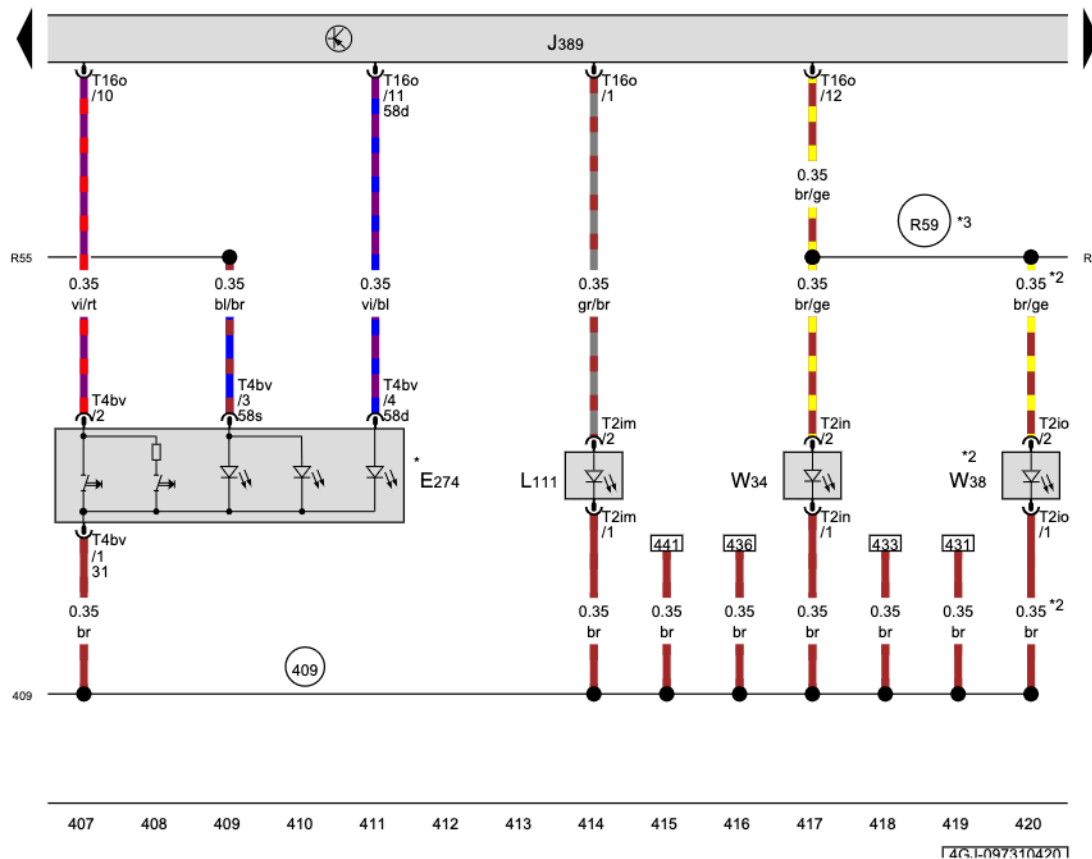 J389
T16o
/10
T16o
/11
58d
T16o
/1
T16o
/12
0.35
br/ge
R59 *3
R55
R
0.35
vi/rt
0.35
bl/br
0.35
vi/bl
0.35
gr/br
0.35
br/ge
0.35 *2
br/ge
T4bv
/2
T4bv
/3
58s
T4bv
/4
58d
T2im
/2
T2in
/2
T2io
/2
* E274
L111
W34
*2
W38
T4bv
/1
31
T2im
/1
T2in
/1
T2io
/1
441
436
433
431
0.35
br
0.35
br
0.35
br
0.35
br
0.35
br
0.35
br
0.35
br
0.35 *2
br
409
409
407 408 409 410 411 412 413 414 415 416 417 418 419 420
4GJ-097310420